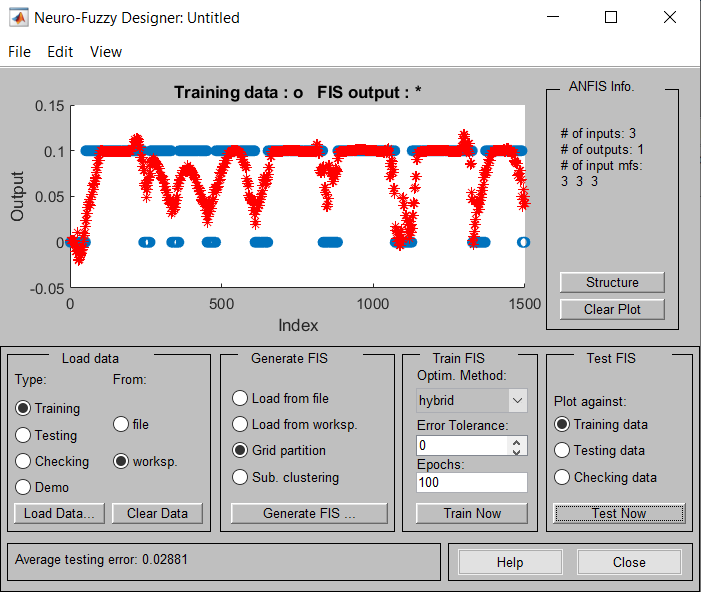 Neuro-Fuzzy Designer: Untitled
File Edit View
Training data : o FIS output : *
0.15
0.1
0.05
0
-0.05
Output
0 500 1000 1500
Index
ANFIS Info.
# of inputs: 3
# of outputs: 1
# of input mfs:
3 3 3
Structure
Clear Plot
Load data
Type: From:
Training
Testing
Checking
Demo
file
worksp.
Load Data...
Clear Data
Generate FIS
Load from file
Load from worksp.
Grid partition
Sub. clustering
Generate FIS ...
Train FIS
Optim. Method:
hybrid
Error Tolerance:
0
Epochs:
100
Train Now
Test FIS
Plot against:
Training data
Testing data
Checking data
Test Now
Average testing error: 0.02881
Help
Close